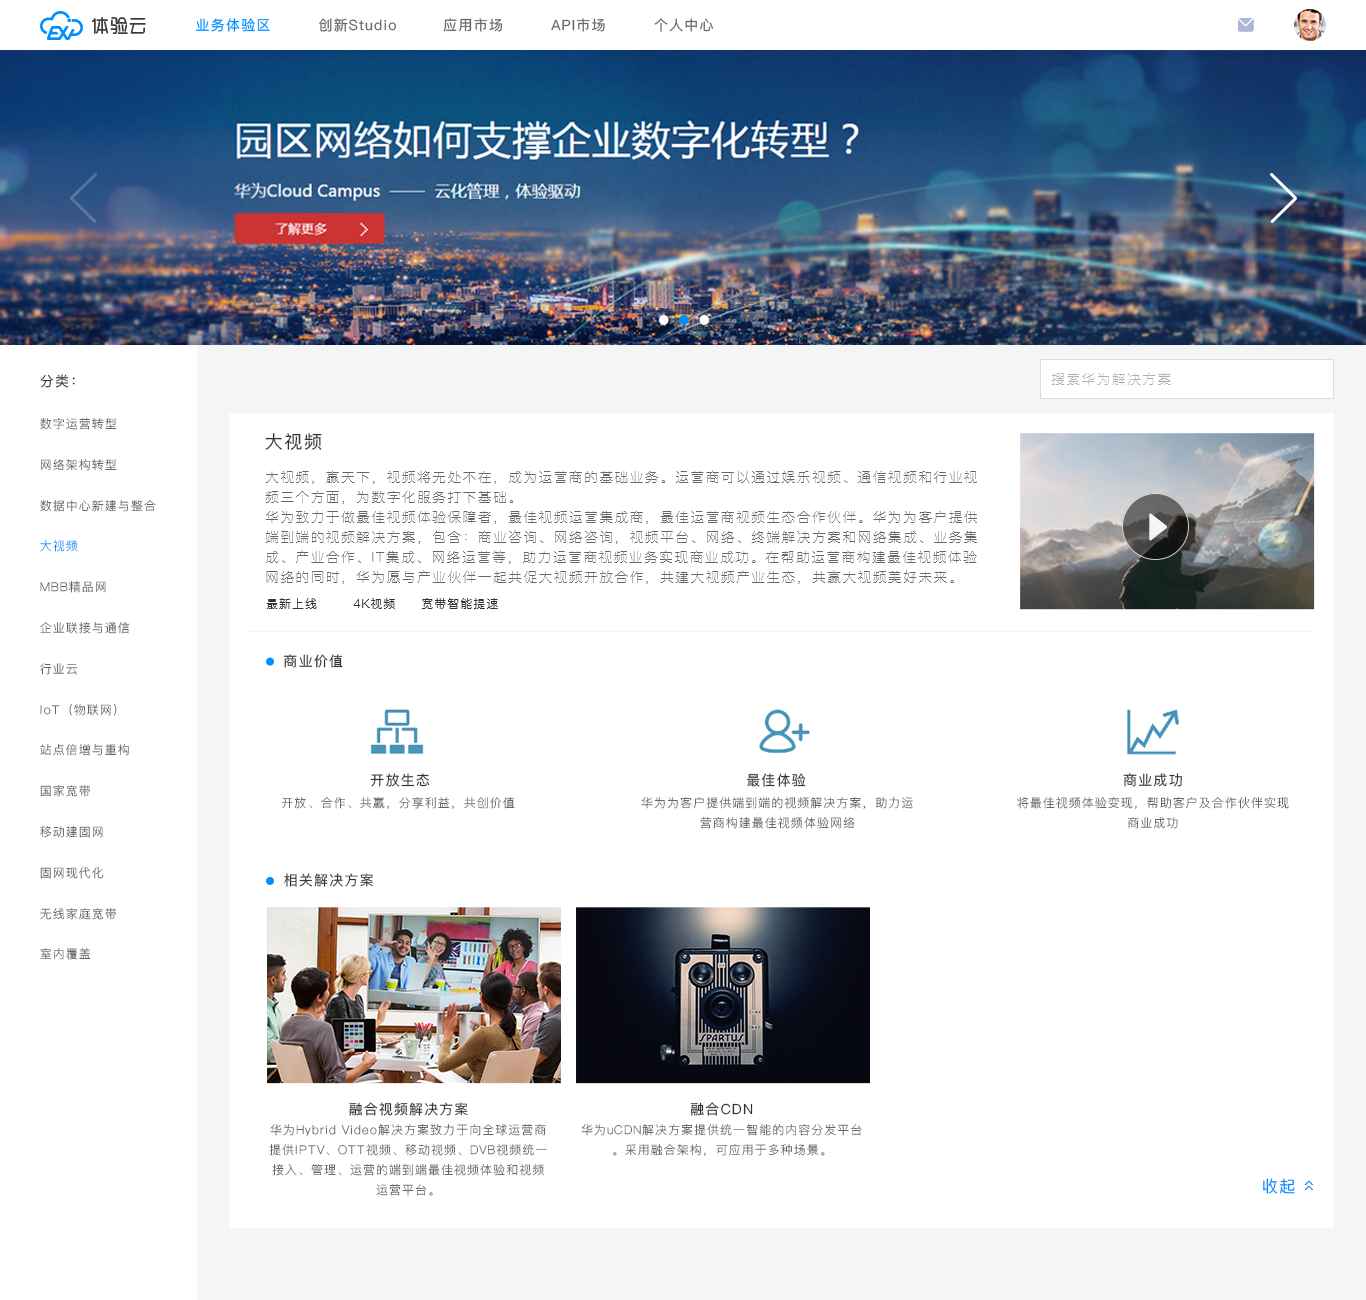 EXP 体验云
业务体验区 创新Studio 应用市场 API市场 个人中心
园区网络如何支撑企业数字化转型？
华为Cloud Campus —— 云化管理，体验驱动
了解更多
分类：
数字运营转型
网络架构转型
数据中心新建与整合
大视频
MBB精品网
企业联接与通信
行业云
IoT（物联网）
站点倍增与重构
国家宽带
移动建固网
固网现代化
无线家庭宽带
室内覆盖
搜索华为解决方案
大视频
大视频，赢天下，视频将无处不在，成为运营商的基础业务。运营商可以通过娱乐视频、通信视频和行业视
频三个方面，为数字化服务打下基础。
华为致力于做最佳视频体验保障者，最佳视频运营集成商，最佳运营商视频生态合作伙伴。华为为客户提供
端到端的视频解决方案，包含：商业咨询、网络咨询，视频平台、网络、终端解决方案和网络集成、业务集
成、产业合作、IT集成、网络运营等，助力运营商视频业务实现商业成功。在帮助运营商构建最佳视频体验
网络的同时，华为愿与产业伙伴一起共促大视频开放合作，共建大视频产业生态，共赢大视频美好未来。
最新上线 4K视频 宽带智能提速
商业价值
开放生态
开放、合作、共赢，分享利益，共创价值
最佳体验
华为为客户提供端到端的视频解决方案，助力运
营商构建最佳视频体验网络
商业成功
将最佳视频体验变现，帮助客户及合作伙伴实现
商业成功
相关解决方案
SPARTUS
融合视频解决方案
华为Hybrid Video解决方案致力于向全球运营商
提供IPTV、OTT视频、移动视频、DVB视频统一
接入、管理、运营的端到端最佳视频体验和视频
运营平台。
融合CDN
华为uCDN解决方案提供统一智能的内容分发平台
。采用融合架构，可应用于多种场景。
收起